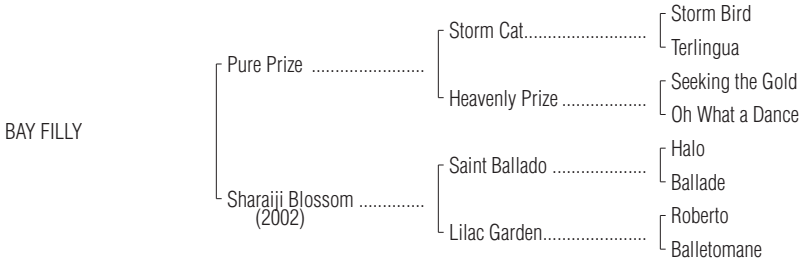 Storm Bird
Storm Cat........................
Terlingua
Pure Prize ......................
Seeking the Gold
Heavenly Prize ................
Oh What a Dance
BAY FILLY
Halo
Saint Ballado ..................
Ballade
Sharaiji Blossom ............
(2002)
Roberto
Lilac Garden....................
Balletomane